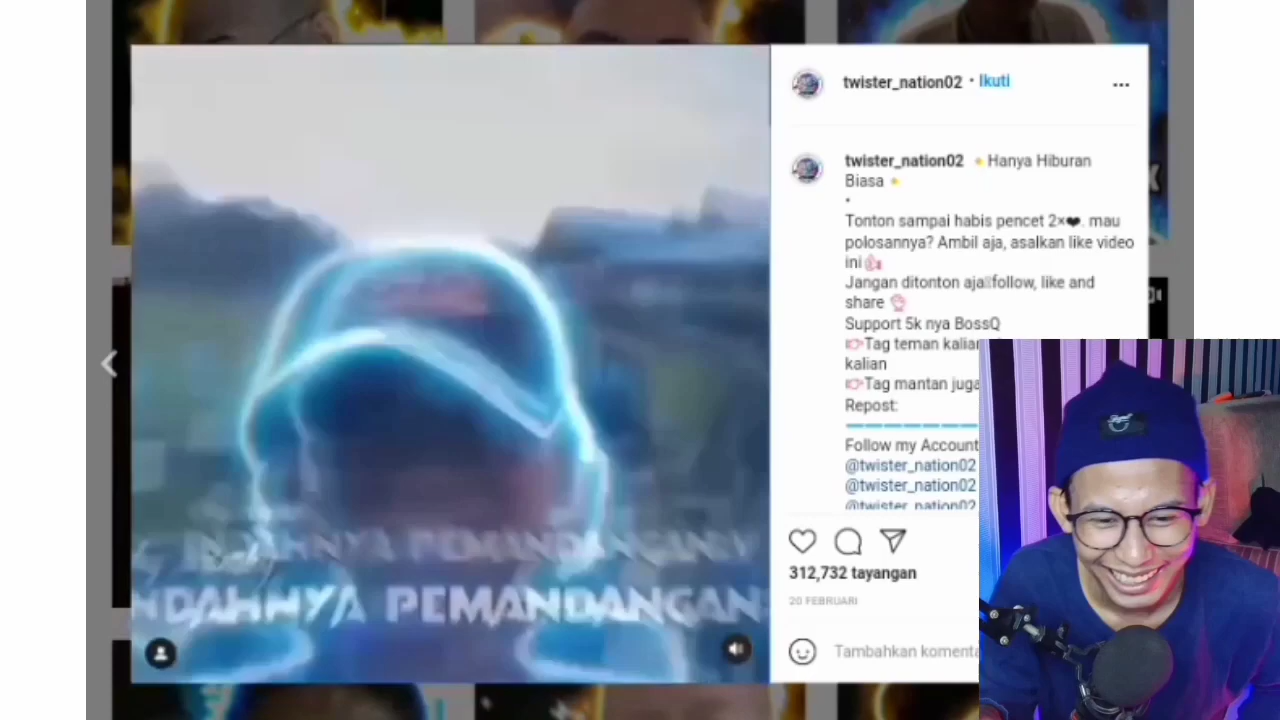 twister_nation02 • Ikuti
twister_nation02 Hanya Hiburan
Biasa
•
Tonton sampai habis pencet 2×❤. mau
polosannya? Ambil aja, asalkan like video
ini👍
Jangan ditonton aja follow, like and
share
Support 5k nya BossQ
👉Tag teman kalian
kalian
👉Tag mantan juga
Repost:
Follow my Account
@twister_nation02
@twister_nation02
@twister_nation02
312,732 tayangan
20 FEBRUARI
Tambahkan komenta
PEMANDANGAN
NDAHNYA PEMANDANGAN